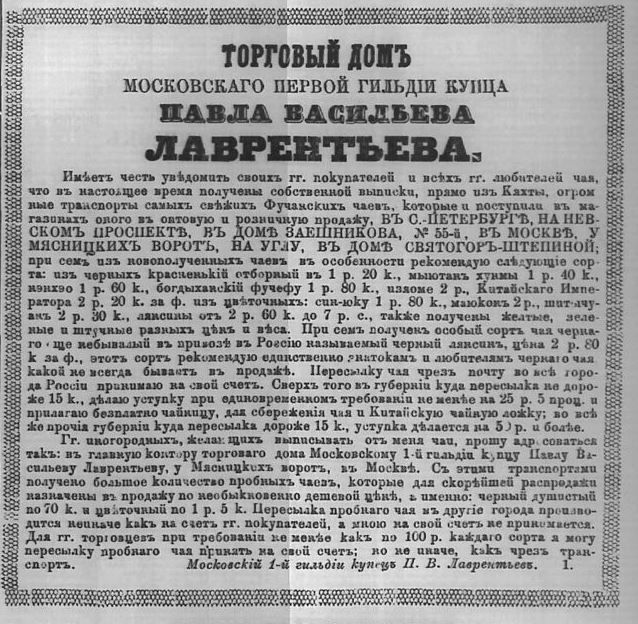 ТОРГОВЫЙ ДОМЪ
МОСКОВСКАГО ПЕРВОЙ ГИЛЬДІИ КУПЦА
ПАВЛА ВАСИЛЬЕВА
ЛАВРЕНТЬЕВА.
Имѣетъ честь увѣдомить своихъ гг. покупателей и всѣхъ гг. любителей чая,
что въ настоящее время получены собственной выписки, прямо изъ Кяхты, огром
ные транспорты самыхъ свѣжихъ Фучанскихъ чаевъ, которые и поступили въ ма-
газинахъ оного въ оптовую и розничную продажу, ВЪ С.-ПЕТЕРБУРГѢ, НА НЕВ-
СКОМЪ ПРОСПЕКТѢ, ВЪ ДОМѢ ЗАЕШНИКОВА, № 55-й, ВЪ МОСКВѢ, У
МЯСНИЦКИХЪ ВОРОТЪ, НА УГЛУ, ВЪ ДОМѢ СВЯТОГОРЪ-ШТЕПИНОЙ;
при семъ изъ новополученныхъ чаевъ въ особенности рекомендую слѣдующіе сор-
та: изъ черныхъ красненькій отборный въ 1 р. 20 к., мыютанъ хунмы 1 р. 40 к.,
кэнхэо 1 р. 60 к., богдыханскій фучефу 1 р. 80 к., изломе 2 р., Китайскаго Импе-
ратора 2 р. 20 к. за ф. изъ цвѣточныхъ: син-юку 1 р. 80 к., маюконъ 2 р.,
анъ 2 р. 30 к., лянсины отъ 2 р. 60 к. до 7 р. с., также получены желтые, зеле-
ные и штучные разныхъ цѣнъ и вѣса. При семъ полученъ особый сортъ чая черна-
го еще небывалый въ привозѣ въ Россію называемый черный лянсинъ, цѣна 2 р. 80
к за ф., этотъ сортъ рекомендую единственно знатокамъ и любителямъ чернаго чая
какой не всегда бываетъ въ продажѣ. Пересылку чая чрезъ почту во всѣ горо-
да Россіи принимаю на свой счетъ. Сверхъ того въ губерніи куда пересылка не доро-
же 15 к., дѣлаю уступку при единовременномъ требованіи не менѣе на 25 р. 5 проц. и
прилагаю безплатно чайницу, для сбереженія чая и Китайскую чайную ложку; во всѣ
же прочія губерніи куда пересылка дороже 15 к., уступка дѣлается на 50 р. и болѣе.
Гг. иногородныхъ, желающихъ выписывать отъ меня чаи, прошу адресоваться
такъ: въ главную контору торговаго дома Московскому 1-й гильдіи купцу Павлу Ва-
сильеву Лаврентьеву, у Мясницкихъ воротъ, въ Москвѣ. Съ этими транспортами
получено большое количество пробныхъ чаевъ, которые для скорѣйшей распродажи
назначены въ продажу по необыкновенно дешевой цѣнѣ, а именно: черный душистый
по 70 к. и цвѣточный по 1 р. 5 к. Пересылка пробнаго чая въ другіе города произво-
дится неиначе какъ на счетъ гг. покупателей, а мною на свой счетъ не принимается.
Для гг. торговцевъ при требованіи не менѣе какъ по 100 р. каждаго сорта я могу
пересылку пробнаго чая принять на свой счетъ; но не иначе, какъ чрезъ тран-
спортъ. Московскій 1-й гильдіи купецъ П. В. Лаврентьевъ. 1.